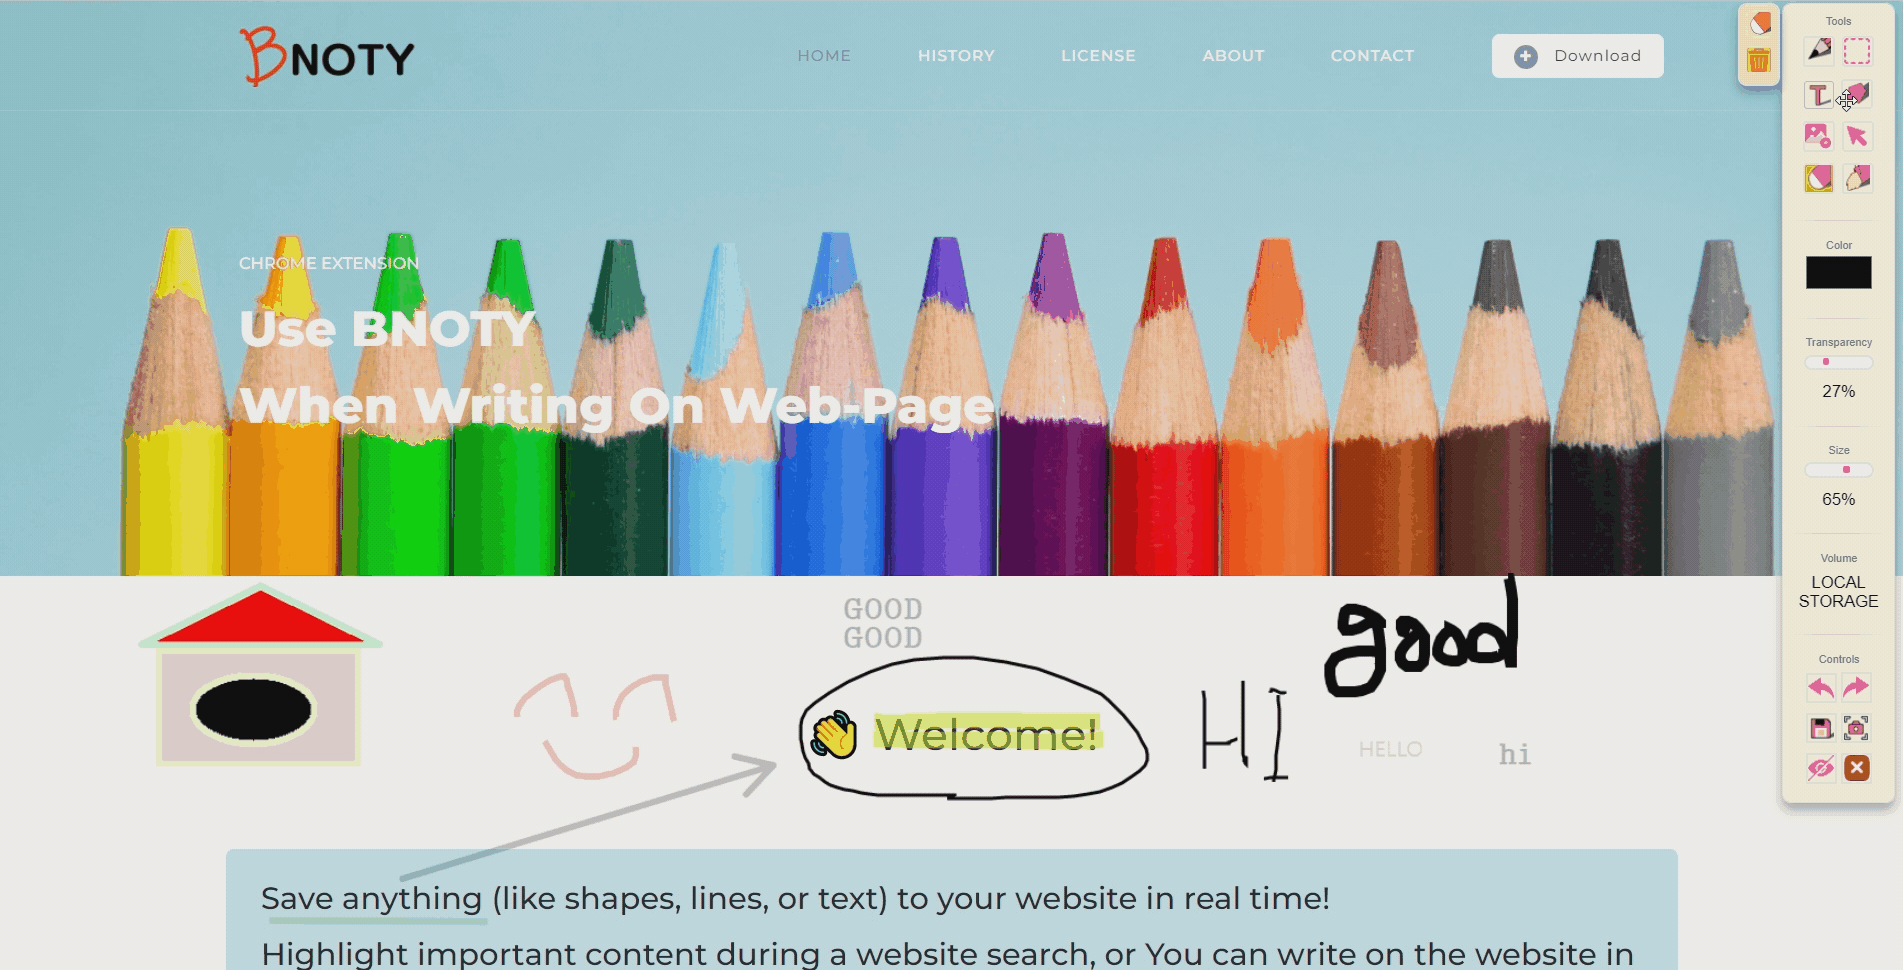 BNOTY
HOME
HISTORY
LICENSE
ABOUT
CONTACT
Download
CHROME EXTENSION
Use BNOTY
When Writing On Web-Page
GOOD
GOOD
good
Welcome!
HI
HELLO
hi
Save anything (like shapes, lines, or text) to your website in real time!
Highlight important content during a website search, or You can write on the website in
Tools
T
Color
Transparency
27%
Size
65%
Volume
LOCAL
STORAGE
Controls